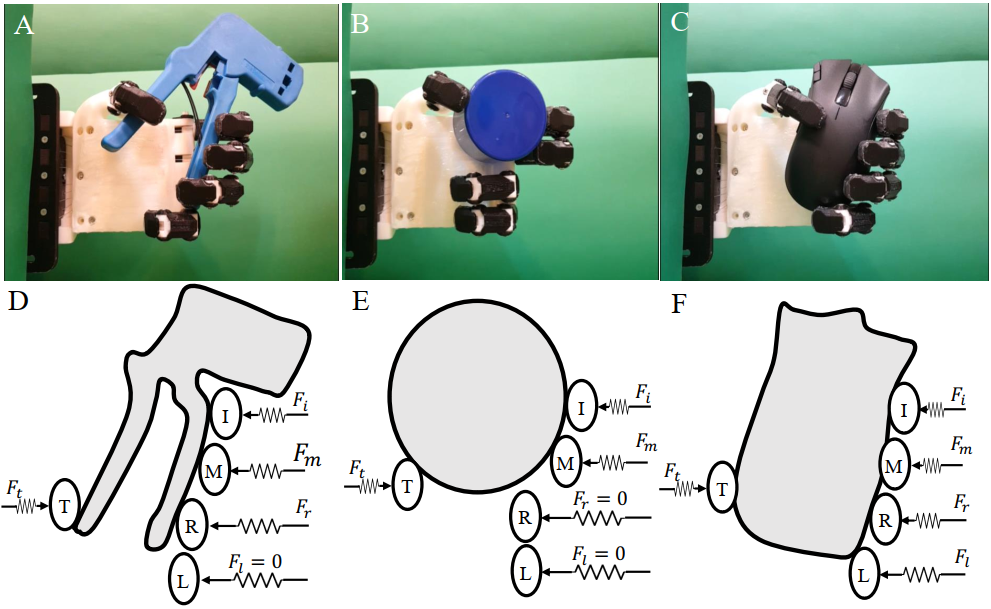 A B C
D E F
I I I
F_i F_i F_i
M M M
F_m F_m F_m
T T T
F_t F_t F_t
R R R
F_r F_r = 0 F_r
L L L
F_l = 0 F_l = 0 F_l